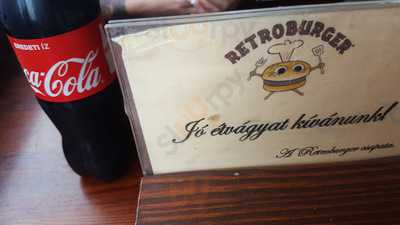 EREDETI ÍZ
Coca-Cola
RETROBURGER
Jó étvágyat kívánunk!
A Retroburger csapata